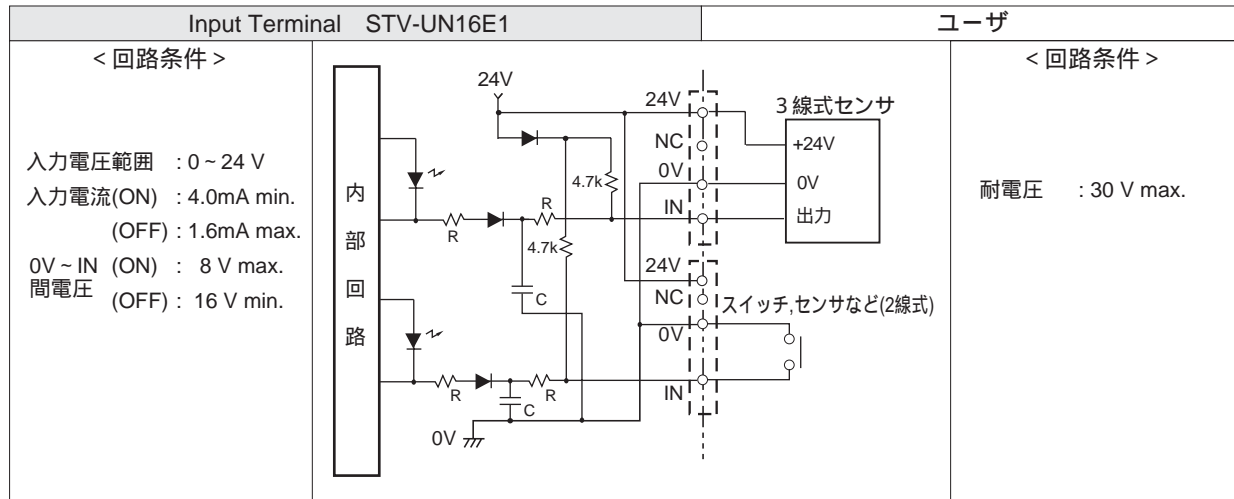 Input Terminal STV-UN16E1
ユーザ
<回路条件>
入力電圧範囲 : 0~24 V
入力電流(ON) : 4.0mA min.
(OFF) : 1.6mA max.
0V~IN (ON) : 8 V max.
間電圧 (OFF) : 16 V min.
内部回路
24V
R
R
4.7k
4.7k
C
R
R
C
0V
24V
NC
0V
IN
24V
NC
0V
IN
3線式センサ
+24V
0V
出力
スイッチ,センサなど(2線式)
<回路条件>
耐電圧 : 30 V max.